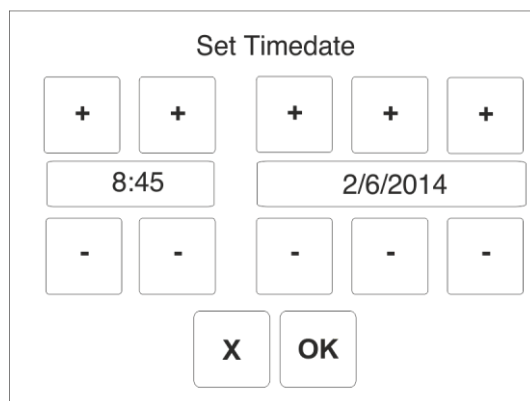 Set Timedate
+ + + + +
8:45 2/6/2014
- - - - -
X OK